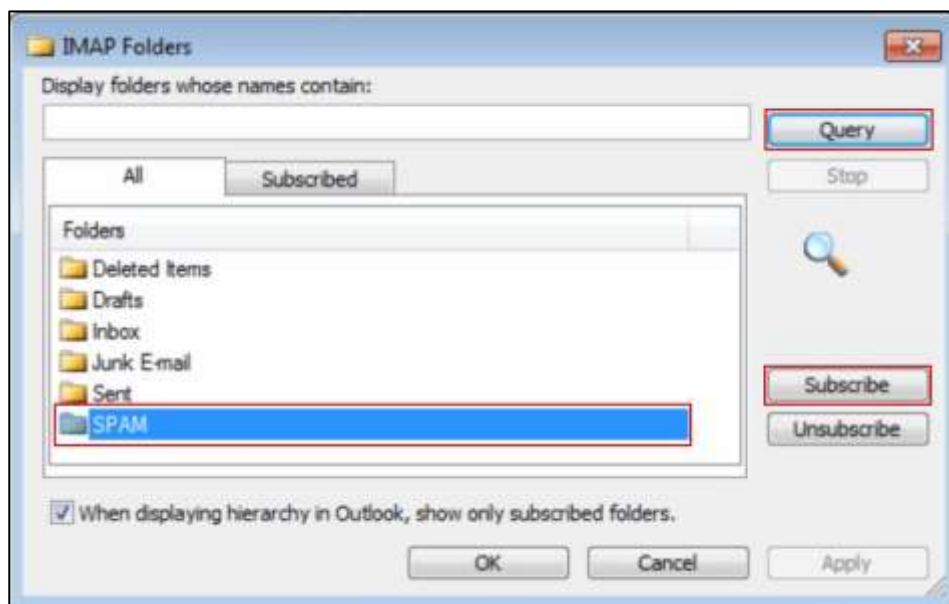 IMAP Folders
Display folders whose names contain:
Query
All
Subscribed
Stop
Folders
Deleted Items
Drafts
Inbox
Junk E-mail
Sent
SPAM
Subscribe
Unsubscribe
When displaying hierarchy in Outlook, show only subscribed folders.
OK
Cancel
Apply